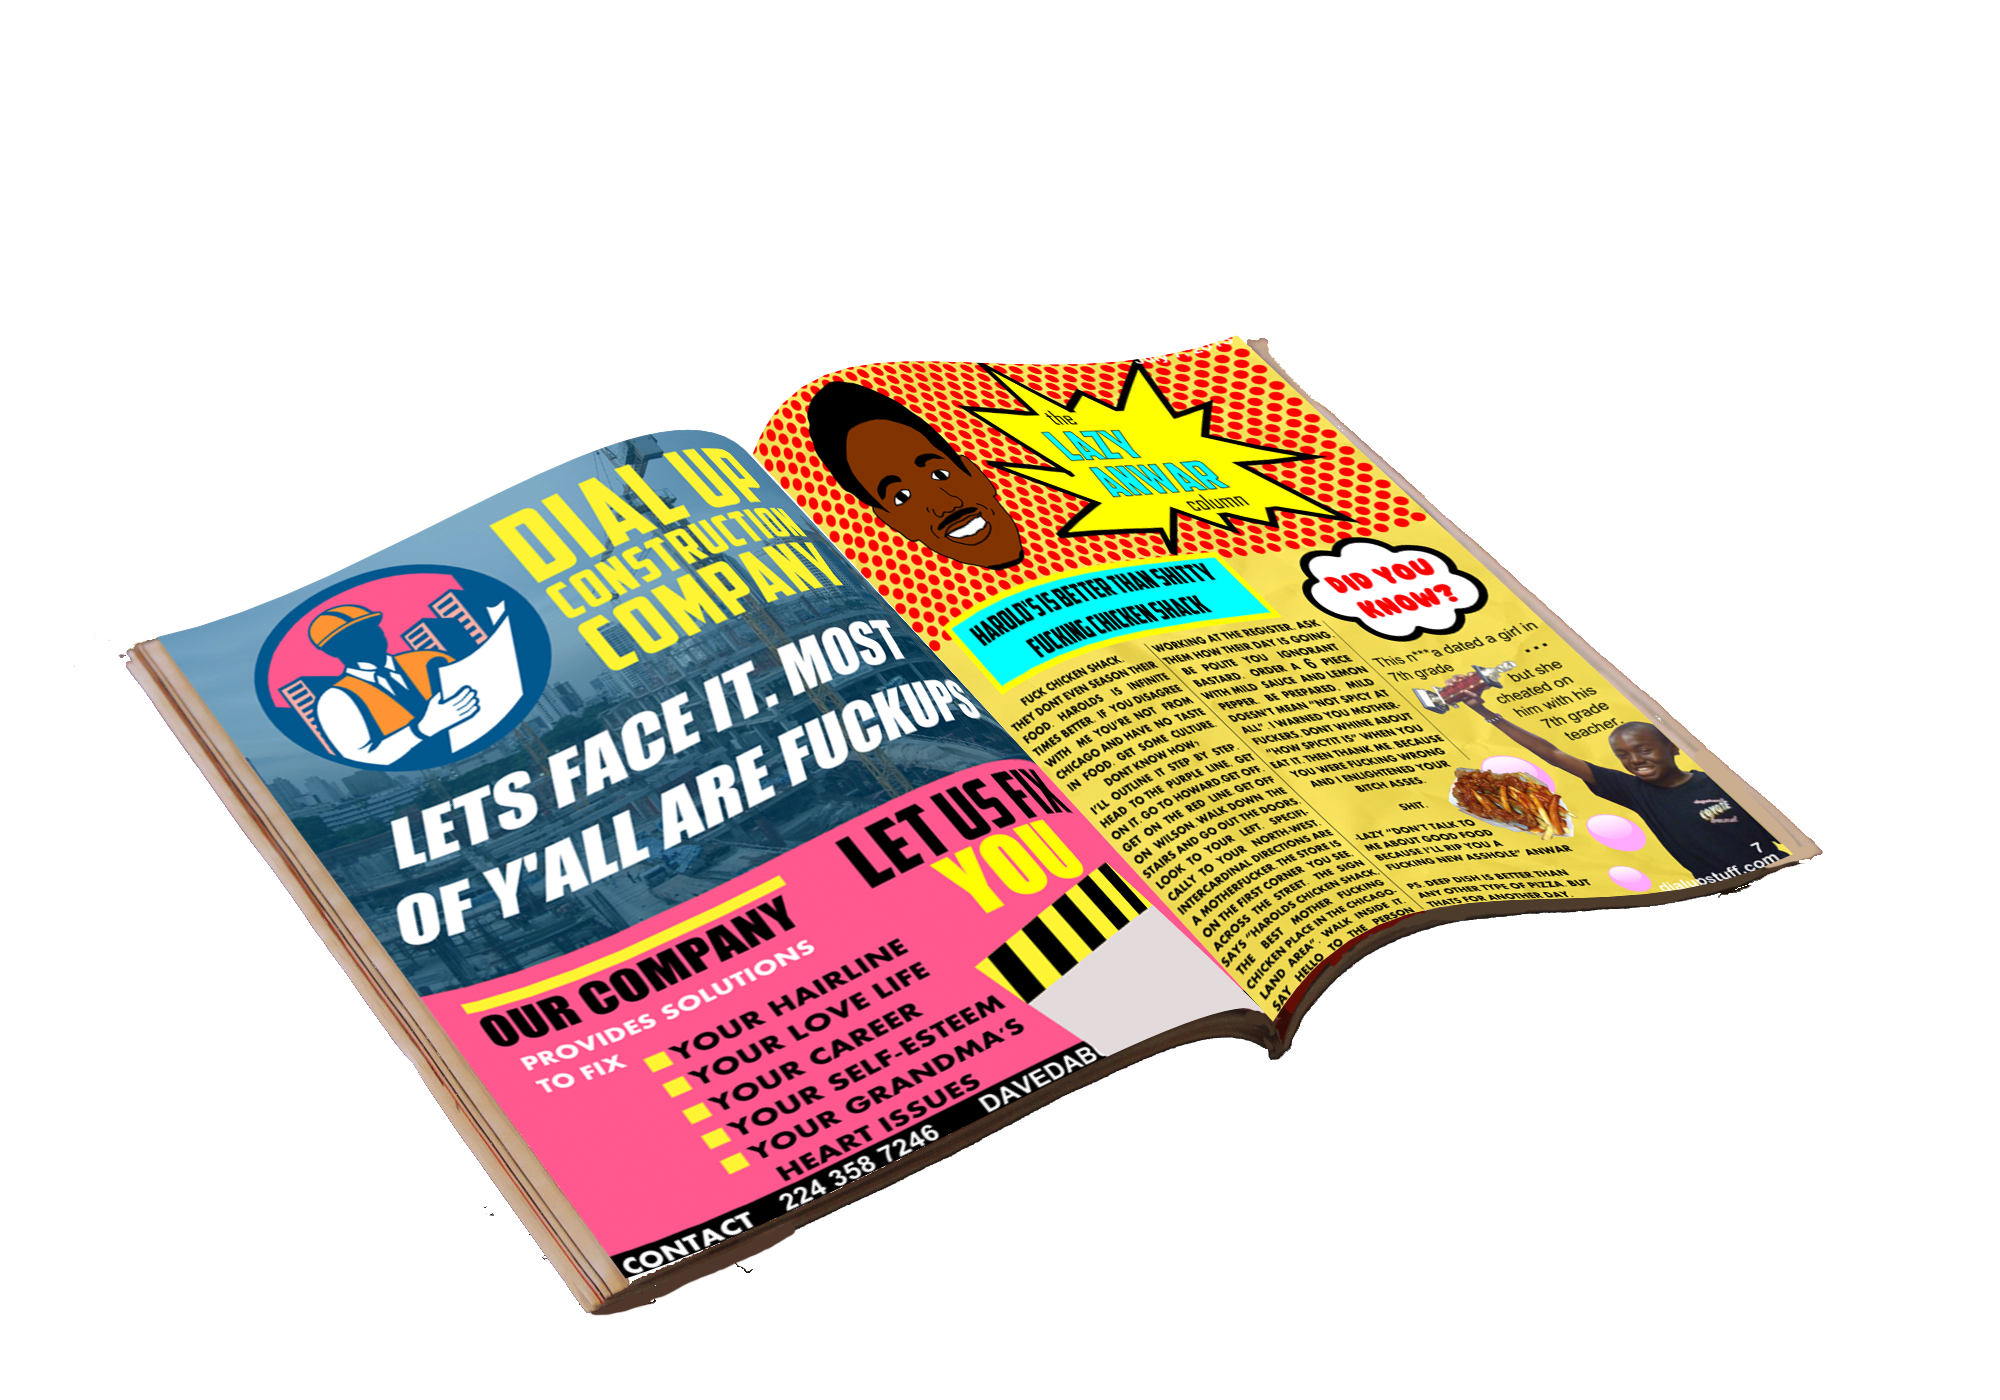 DIAL UP
CONSTRUCTION
COMPANY
LETS FACE IT. MOST
OF Y'ALL ARE FUCKUPS
LET US FIX
YOU
OUR COMPANY
PROVIDES SOLUTIONS
TO FIX
YOUR HAIRLINE
YOUR LOVE LIFE
YOUR CAREER
YOUR SELF-ESTEEM
YOUR GRANDMA'S
HEART ISSUES
CONTACT 224 358 7246 DAVEDAB
the
LAZY
ANWAR
column
HAROLD'S IS BETTER THAN SHITTY
FUCKING CHICKEN SHACK
FUCK CHICKEN SHACK.
THEY DONT EVEN SEASON THEIR
FOOD. HAROLDS IS INFINITE
TIMES BETTER. IF YOU DISAGREE
WITH ME YOU'RE NOT FROM
CHICAGO AND HAVE NO TASTE
IN FOOD. GET SOME CULTURE.
DONT KNOW HOW,
I'LL OUTLINE IT STEP BY STEP.
HEAD TO THE PURPLE LINE. GET
ON IT. GO TO HOWARD.GET OFF.
GET ON THE RED LINE GET OFF
ON WILSON. WALK DOWN THE
STAIRS AND GO OUT THE DOORS.
LOOK TO YOUR LEFT. SPECIFI-
CALLY TO YOUR NORTH-WEST.
INTERCARDINAL DIRECTIONS ARE
A MOTHERFUCKER. THE STORE IS
ON THE FIRST CORNER YOU SEE,
ACROSS THE STREET. THE SIGN
SAYS "HAROLDS CHICKEN SHACK
THE BEST MOTHER FUCKING
CHICKEN PLACE IN THE CHICAGO.
LAND AREA". WALK INSIDE IT.
SAY HELLO TO THE PERSON
WORKING AT THE REGISTER. ASK
THEM HOW THEIR DAY IS GOING.
BE POLITE YOU IGNORANT
BASTARD. ORDER A 6 PIECE
WITH MILD SAUCE AND LEMON
PEPPER. BE PREPARED. MILD
DOESN'T MEAN "NOT SPICY AT
ALL". I WARNED YOU MOTHER-
FUCKERS. DONT WHINE ABOUT
"HOW SPICYIT IS" WHEN YOU
EAT IT. THEN THANK ME. BECAUSE
YOU WERE FUCKING WRONG
AND I ENLIGHTENED YOUR
BITCH ASSES.
SHIT.
-LAZY "DON'T TALK TO
ME ABOUT GOOD FOOD
BECAUSE I'LL RIP YOU A
FUCKING NEW ASSHOLE" ANWAR
PS. DEEP DISH IS BETTER THAN
ANY OTHER TYPE OF PIZZA. BUT
THATS FOR ANOTHER DAY.
DID YOU
KNOW?
This n***a dated a girl in
7th grade ...
but she
cheated on
him with his
7th grade
teacher.
7
dialupstuff.com